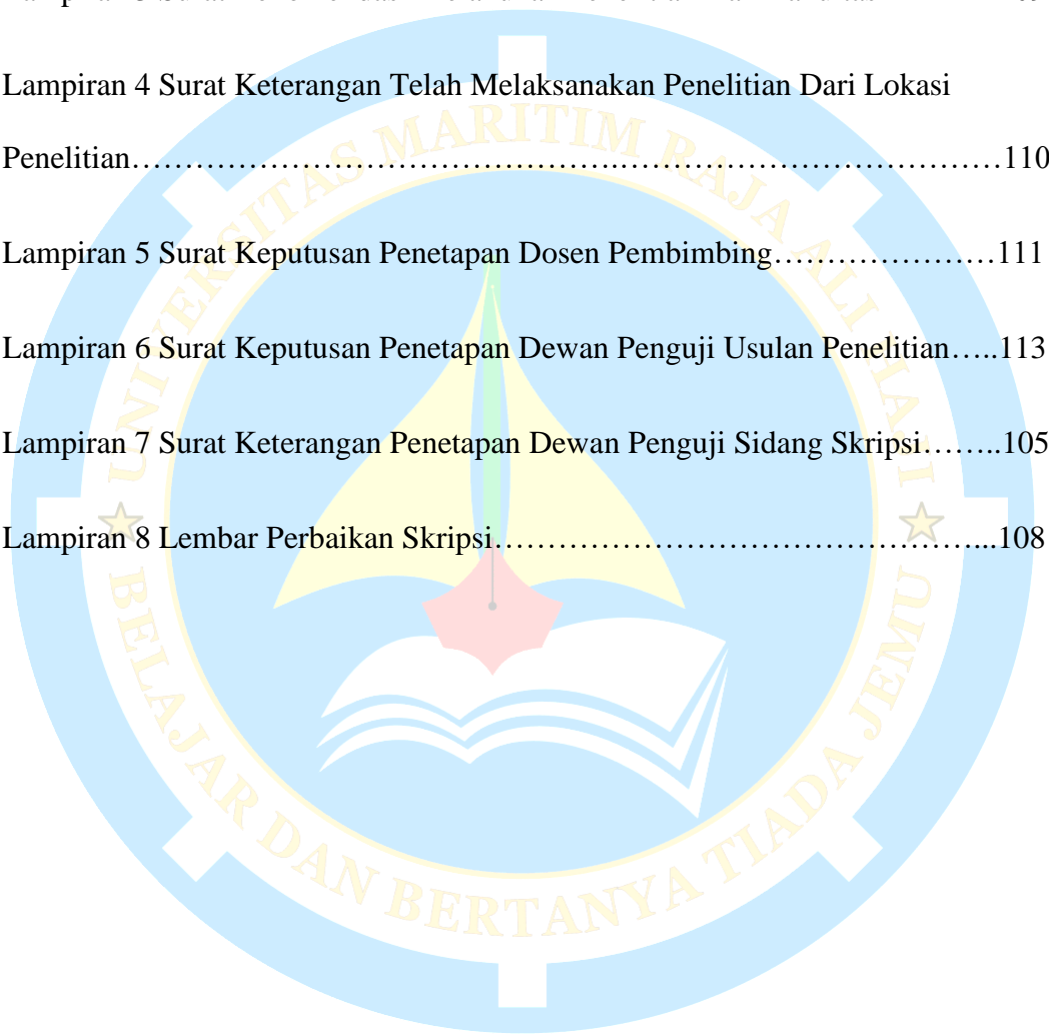 Lampiran 4 Surat Keterangan Telah Melaksanakan Penelitian Dari Lokasi
Penelitian……………………………………….………………………………110
Lampiran 5 Surat Keputusan Penetapan Dosen Pembimbing…………………111
Lampiran 6 Surat Keputusan Penetapan Dewan Penguji Usulan Penelitian…..113
Lampiran 7 Surat Keterangan Penetapan Dewan Penguji Sidang Skripsi……..105
Lampiran 8 Lembar Perbaikan Skripsi…………………………………………...108
UNIVERSITAS MARITIM RAJA ALI HAJI
BELAJAR DAN BERTANYA TIADA JEMU